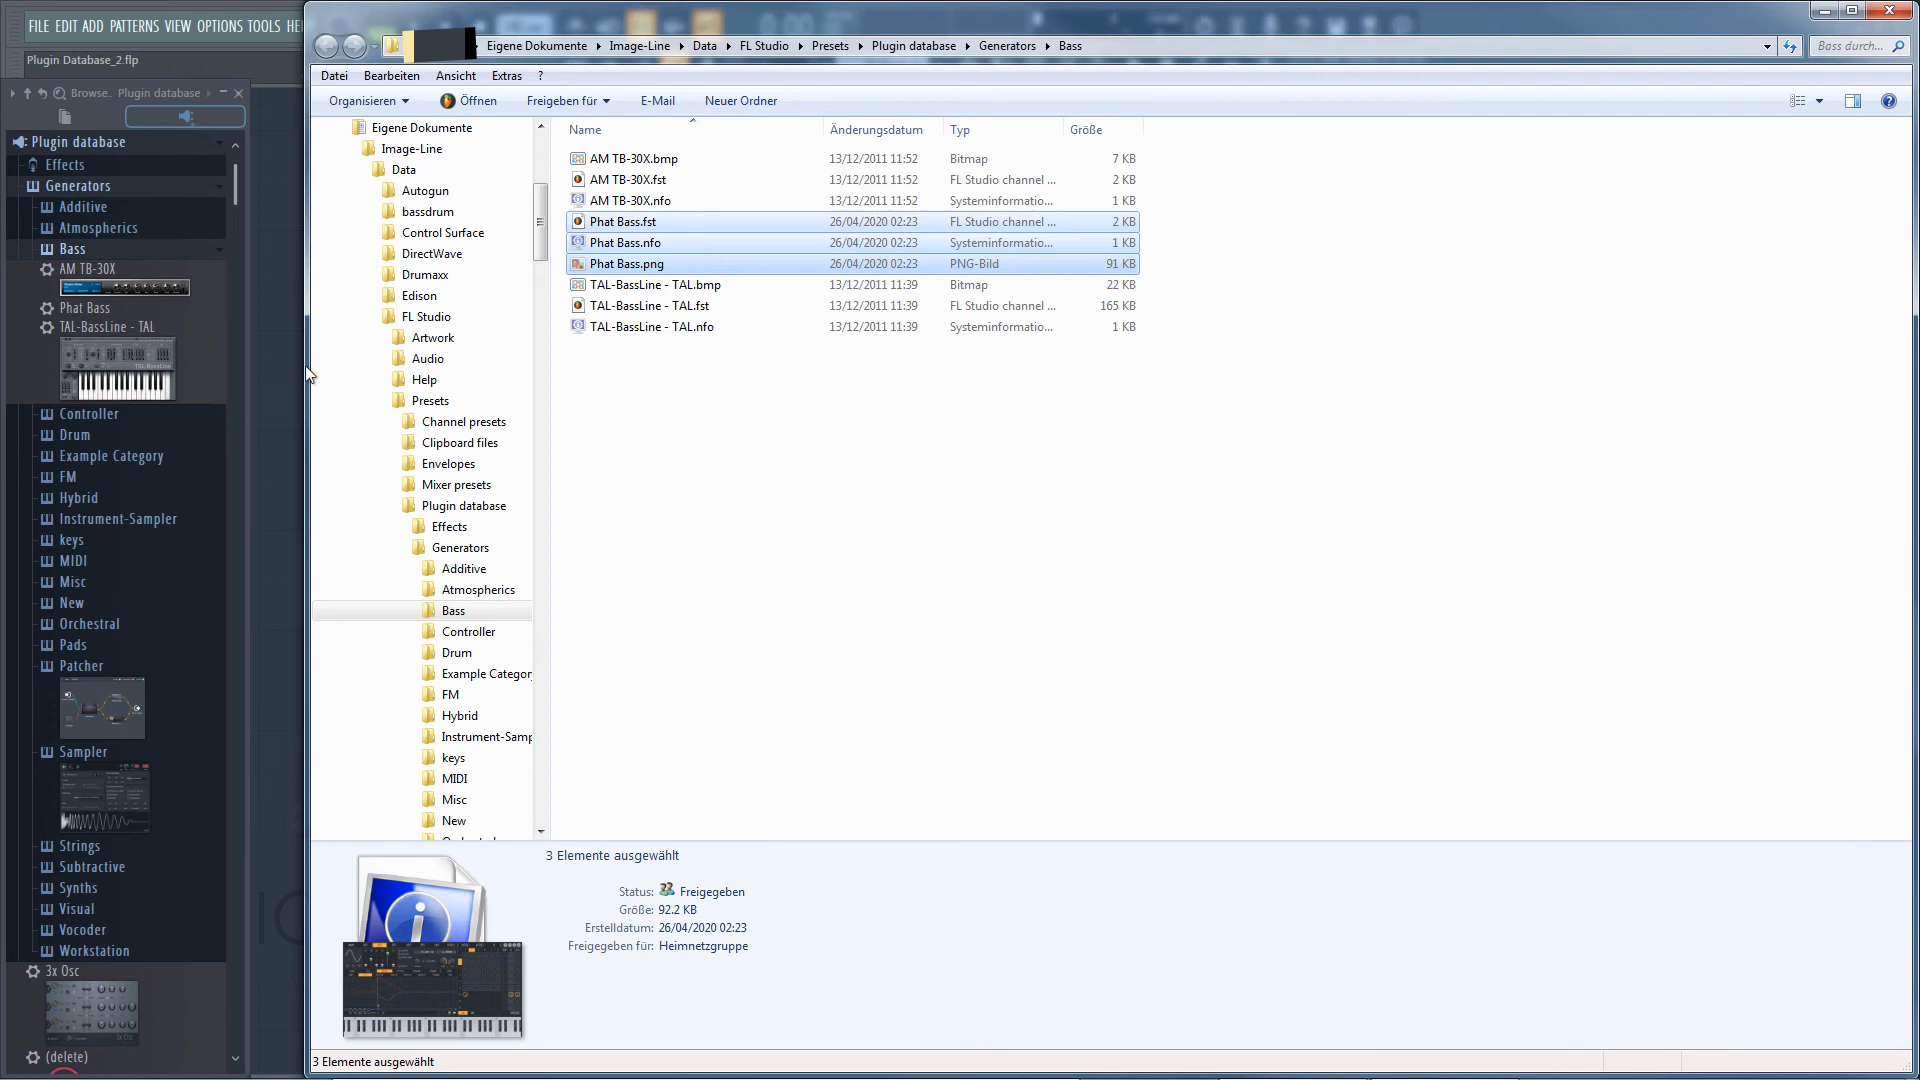 FILE EDIT ADD PATTERNS VIEW OPTIONS TOOLS HE
Plugin Database_2.flp
Browse.. Plugin database
Plugin database
Effects
Generators
Additive
Atmospherics
Bass
AM TB-30X
Phat Bass
TAL-BassLine - TAL
Controller
Drum
Example Category
FM
Hybrid
Instrument-Sampler
keys
MIDI
Misc
New
Orchestral
Pads
Patcher
Sampler
Strings
Subtractive
Synths
Visual
Vocoder
Workstation
3x Osc
(delete)
Eigene Dokumente Image-Line Data FL Studio Presets Plugin database Generators Bass
Bass durch...
Datei Bearbeiten Ansicht Extras ?
Organisieren Öffnen Freigeben für E-Mail Neuer Ordner
Eigene Dokumente
Image-Line
Data
Autogun
bassdrum
Control Surface
DirectWave
Drumaxx
Edison
FL Studio
Artwork
Audio
Help
Presets
Channel presets
Clipboard files
Envelopes
Mixer presets
Plugin database
Effects
Generators
Additive
Atmospherics
Bass
Controller
Drum
Example Categor
FM
Hybrid
Instrument-Samp
keys
MIDI
Misc
New
Name Änderungsdatum Typ Größe
AM TB-30X.bmp 13/12/2011 11:52 Bitmap 7 KB
AM TB-30X.fst 13/12/2011 11:52 FL Studio channel ... 2 KB
AM TB-30X.nfo 13/12/2011 11:52 Systeminformatio... 1 KB
Phat Bass.fst 26/04/2020 02:23 FL Studio channel ... 2 KB
Phat Bass.nfo 26/04/2020 02:23 Systeminformatio... 1 KB
Phat Bass.png 26/04/2020 02:23 PNG-Bild 91 KB
TAL-BassLine - TAL.bmp 13/12/2011 11:39 Bitmap 22 KB
TAL-BassLine - TAL.fst 13/12/2011 11:39 FL Studio channel ... 165 KB
TAL-BassLine - TAL.nfo 13/12/2011 11:39 Systeminformatio... 1 KB
3 Elemente ausgewählt
Status: Freigegeben
Größe: 92.2 KB
Erstelldatum: 26/04/2020 02:23
Freigegeben für: Heimnetzgruppe
3 Elemente ausgewählt